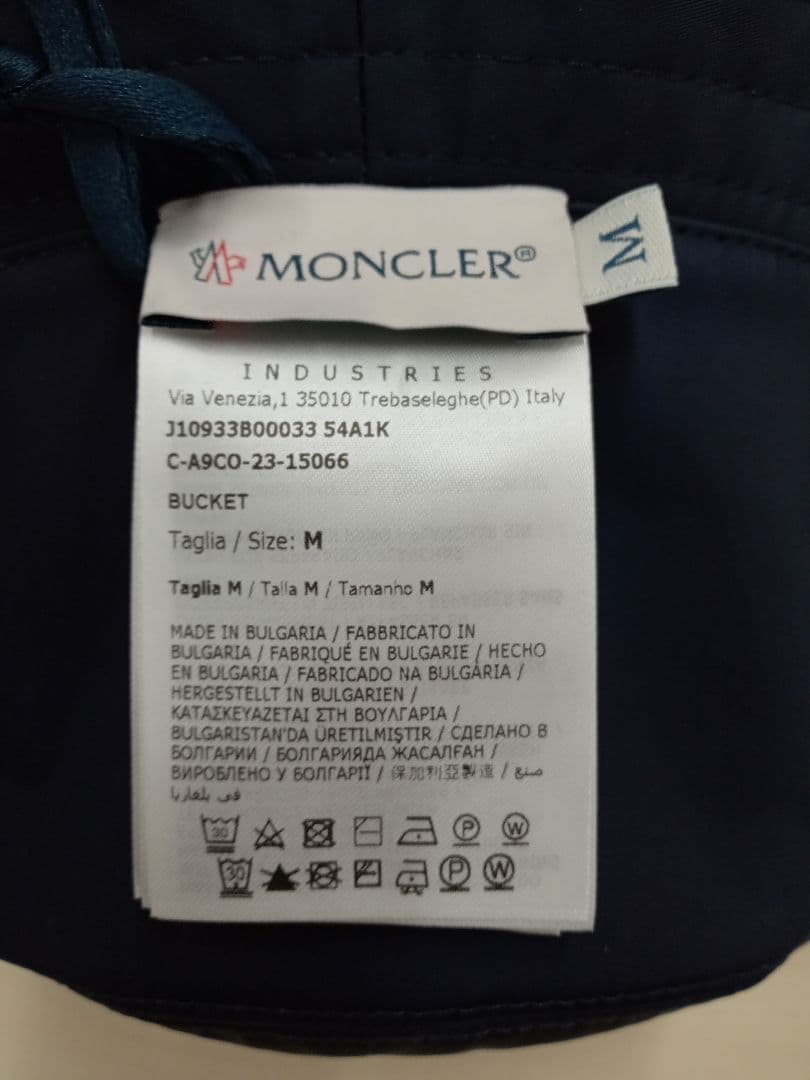 MONCLER®
M
INDUSTRIES
Via Venezia,1 35010 Trebaseleghe(PD) Italy
J10933B00033 54A1K
C-A9CO-23-15066
BUCKET
Taglia / Size: M
Taglia M / Talla M / Tamanho M
MADE IN BULGARIA / FABBRICATO IN
BULGARIA / FABRIQUÉ EN BULGARIE / HECHO
EN BULGARIA / FABRICADO NA BULGÁRIA /
HERGESTELLT IN BULGARIEN /
ΚΑΤΑΣΚΕΥΑΖΕΤΑΙ ΣΤΗ ΒΟΥΛΓΑΡΙΑ /
BULGARISTAN'DA ÜRETILMIŞTIR / СДЕЛАНО В
БОЛГАРИИ / БОЛГАРИЯДА ЖАСАЛҒАН /
ВИРОБЛЕНО У БОЛГАРІЇ / 保加利亞製造 / صنع
في بلغاريا
30 P W
30 P W